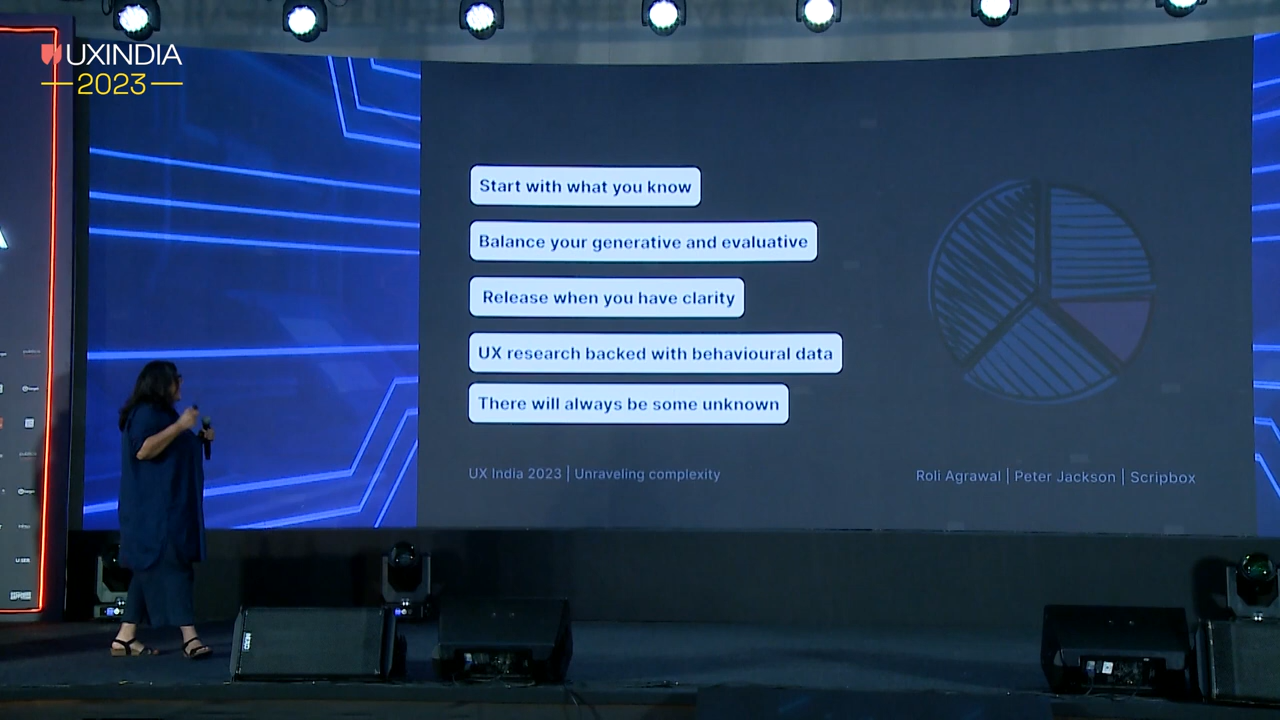 UXINDIA
2023
Start with what you know
Balance your generative and evaluative
Release when you have clarity
UX research backed with behavioural data
There will always be some unknown
UX India 2023 | Unraveling complexity
Roli Agrawal | Peter Jackson | Scripbox